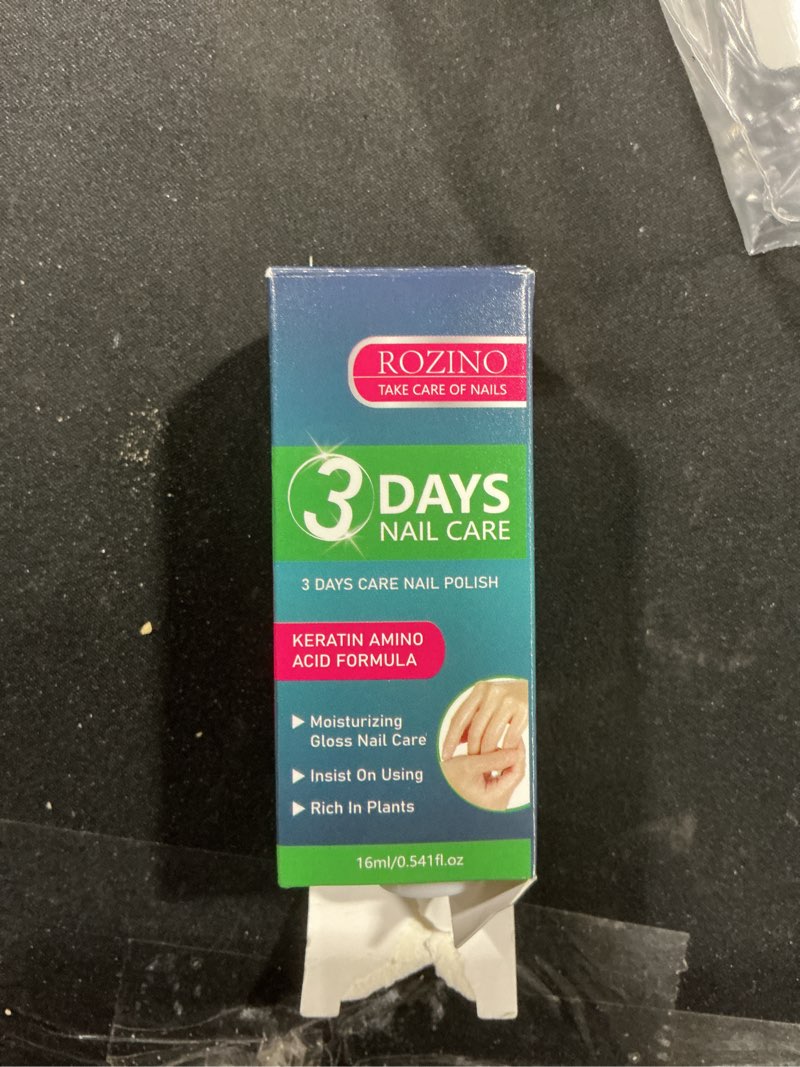 ROZINO
TAKE CARE OF NAILS
3 DAYS
NAIL CARE
3 DAYS CARE NAIL POLISH
KERATIN AMINO
ACID FORMULA
▶ Moisturizing
Gloss Nail Care
▶ Insist On Using
▶ Rich In Plants
16ml/0.541fl.oz